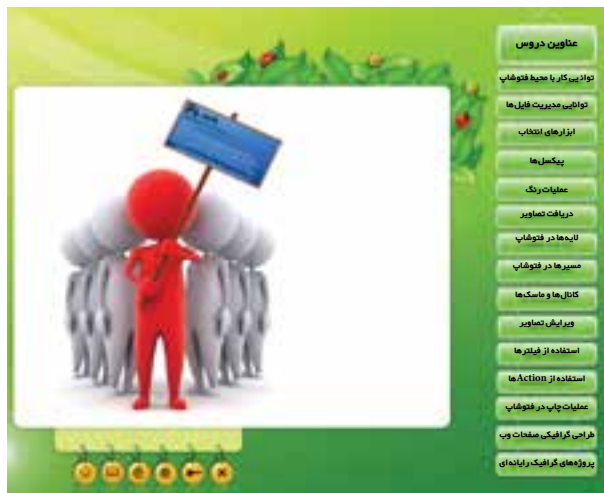 عناوین دروس
توانایی کار با محیط فتوشاپ
توانایی مدیریت فایل‌ها
ابزارهای انتخاب
پیکسل‌ها
عملیات رنگ
دریافت تصاویر
لایه‌ها در فتوشاپ
مسیرها در فتوشاپ
کانال‌ها و ماسک‌ها
ویرایش تصاویر
استفاده از فیلترها
استفاده از Actionها
عملیات چاپ در فتوشاپ
طراحی گرافیکی صفحات وب
پروژه‌های گرافیک رایانه‌ای